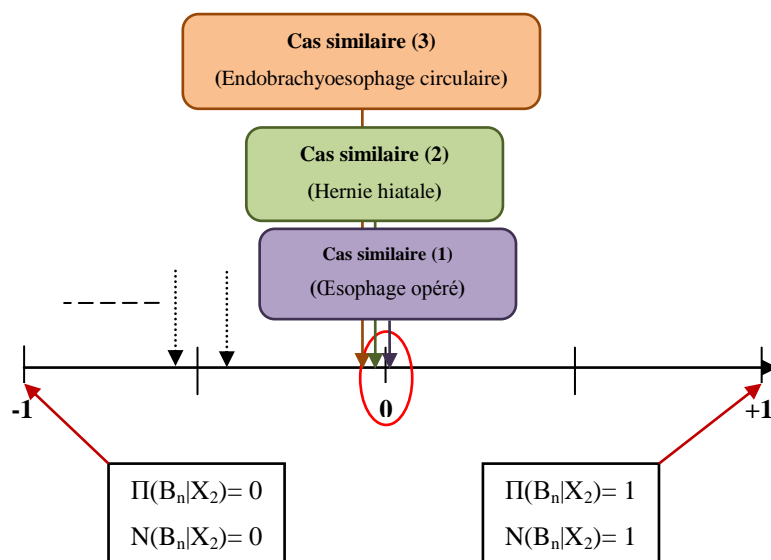 Cas similaire (3)
(Endobrachyoesophage circulaire)
Cas similaire (2)
(Hernie hiatale)
Cas similaire (1)
(Œsophage opéré)
-1
0
+1
Π(Bₙ|X₂)= 0
N(Bₙ|X₂)= 0
Π(Bₙ|X₂)= 1
N(Bₙ|X₂)= 1